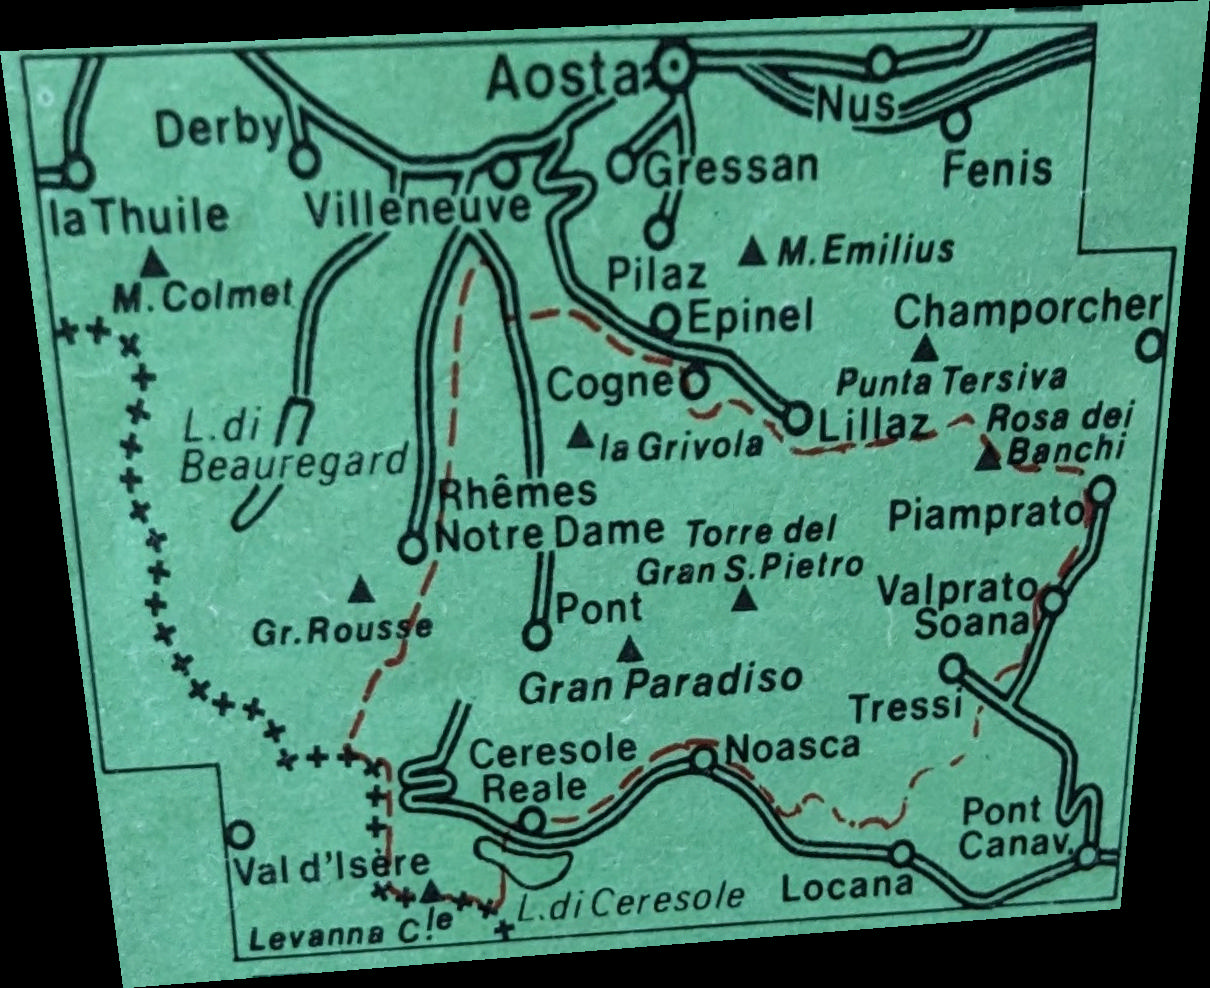 Aosta
Nus
Derby
Gressan
Fenis
la Thuile
Villeneuve
M. Emilius
Pilaz
M. Colmet
Epinel
Champorcher
Cogne
Punta Tersiva
L. di
Beauregard
la Grivola
Lillaz
Rosa dei
Banchi
Rhêmes
Notre Dame
Torre del
Gran S. Pietro
Piamprato
Valprato
Soana
Pont
Gr. Rousse
Gran Paradiso
Tressi
Ceresole
Reale
Noasca
Pont
Canav.
Val d'Isère
Locana
L. di Ceresole
Levanna C!e